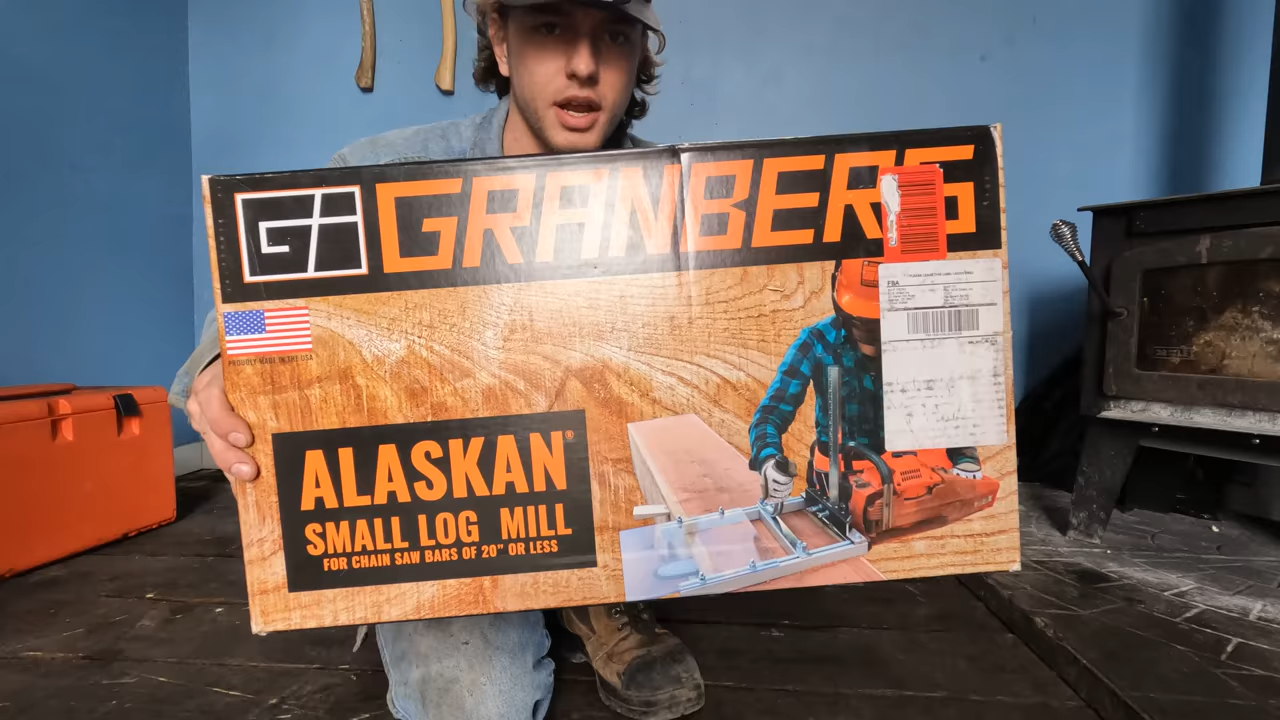 GRANBERG
PROUDLY MADE IN THE USA
FBA
ALASKAN®
SMALL LOG MILL
FOR CHAIN SAW BARS OF 20" OR LESS